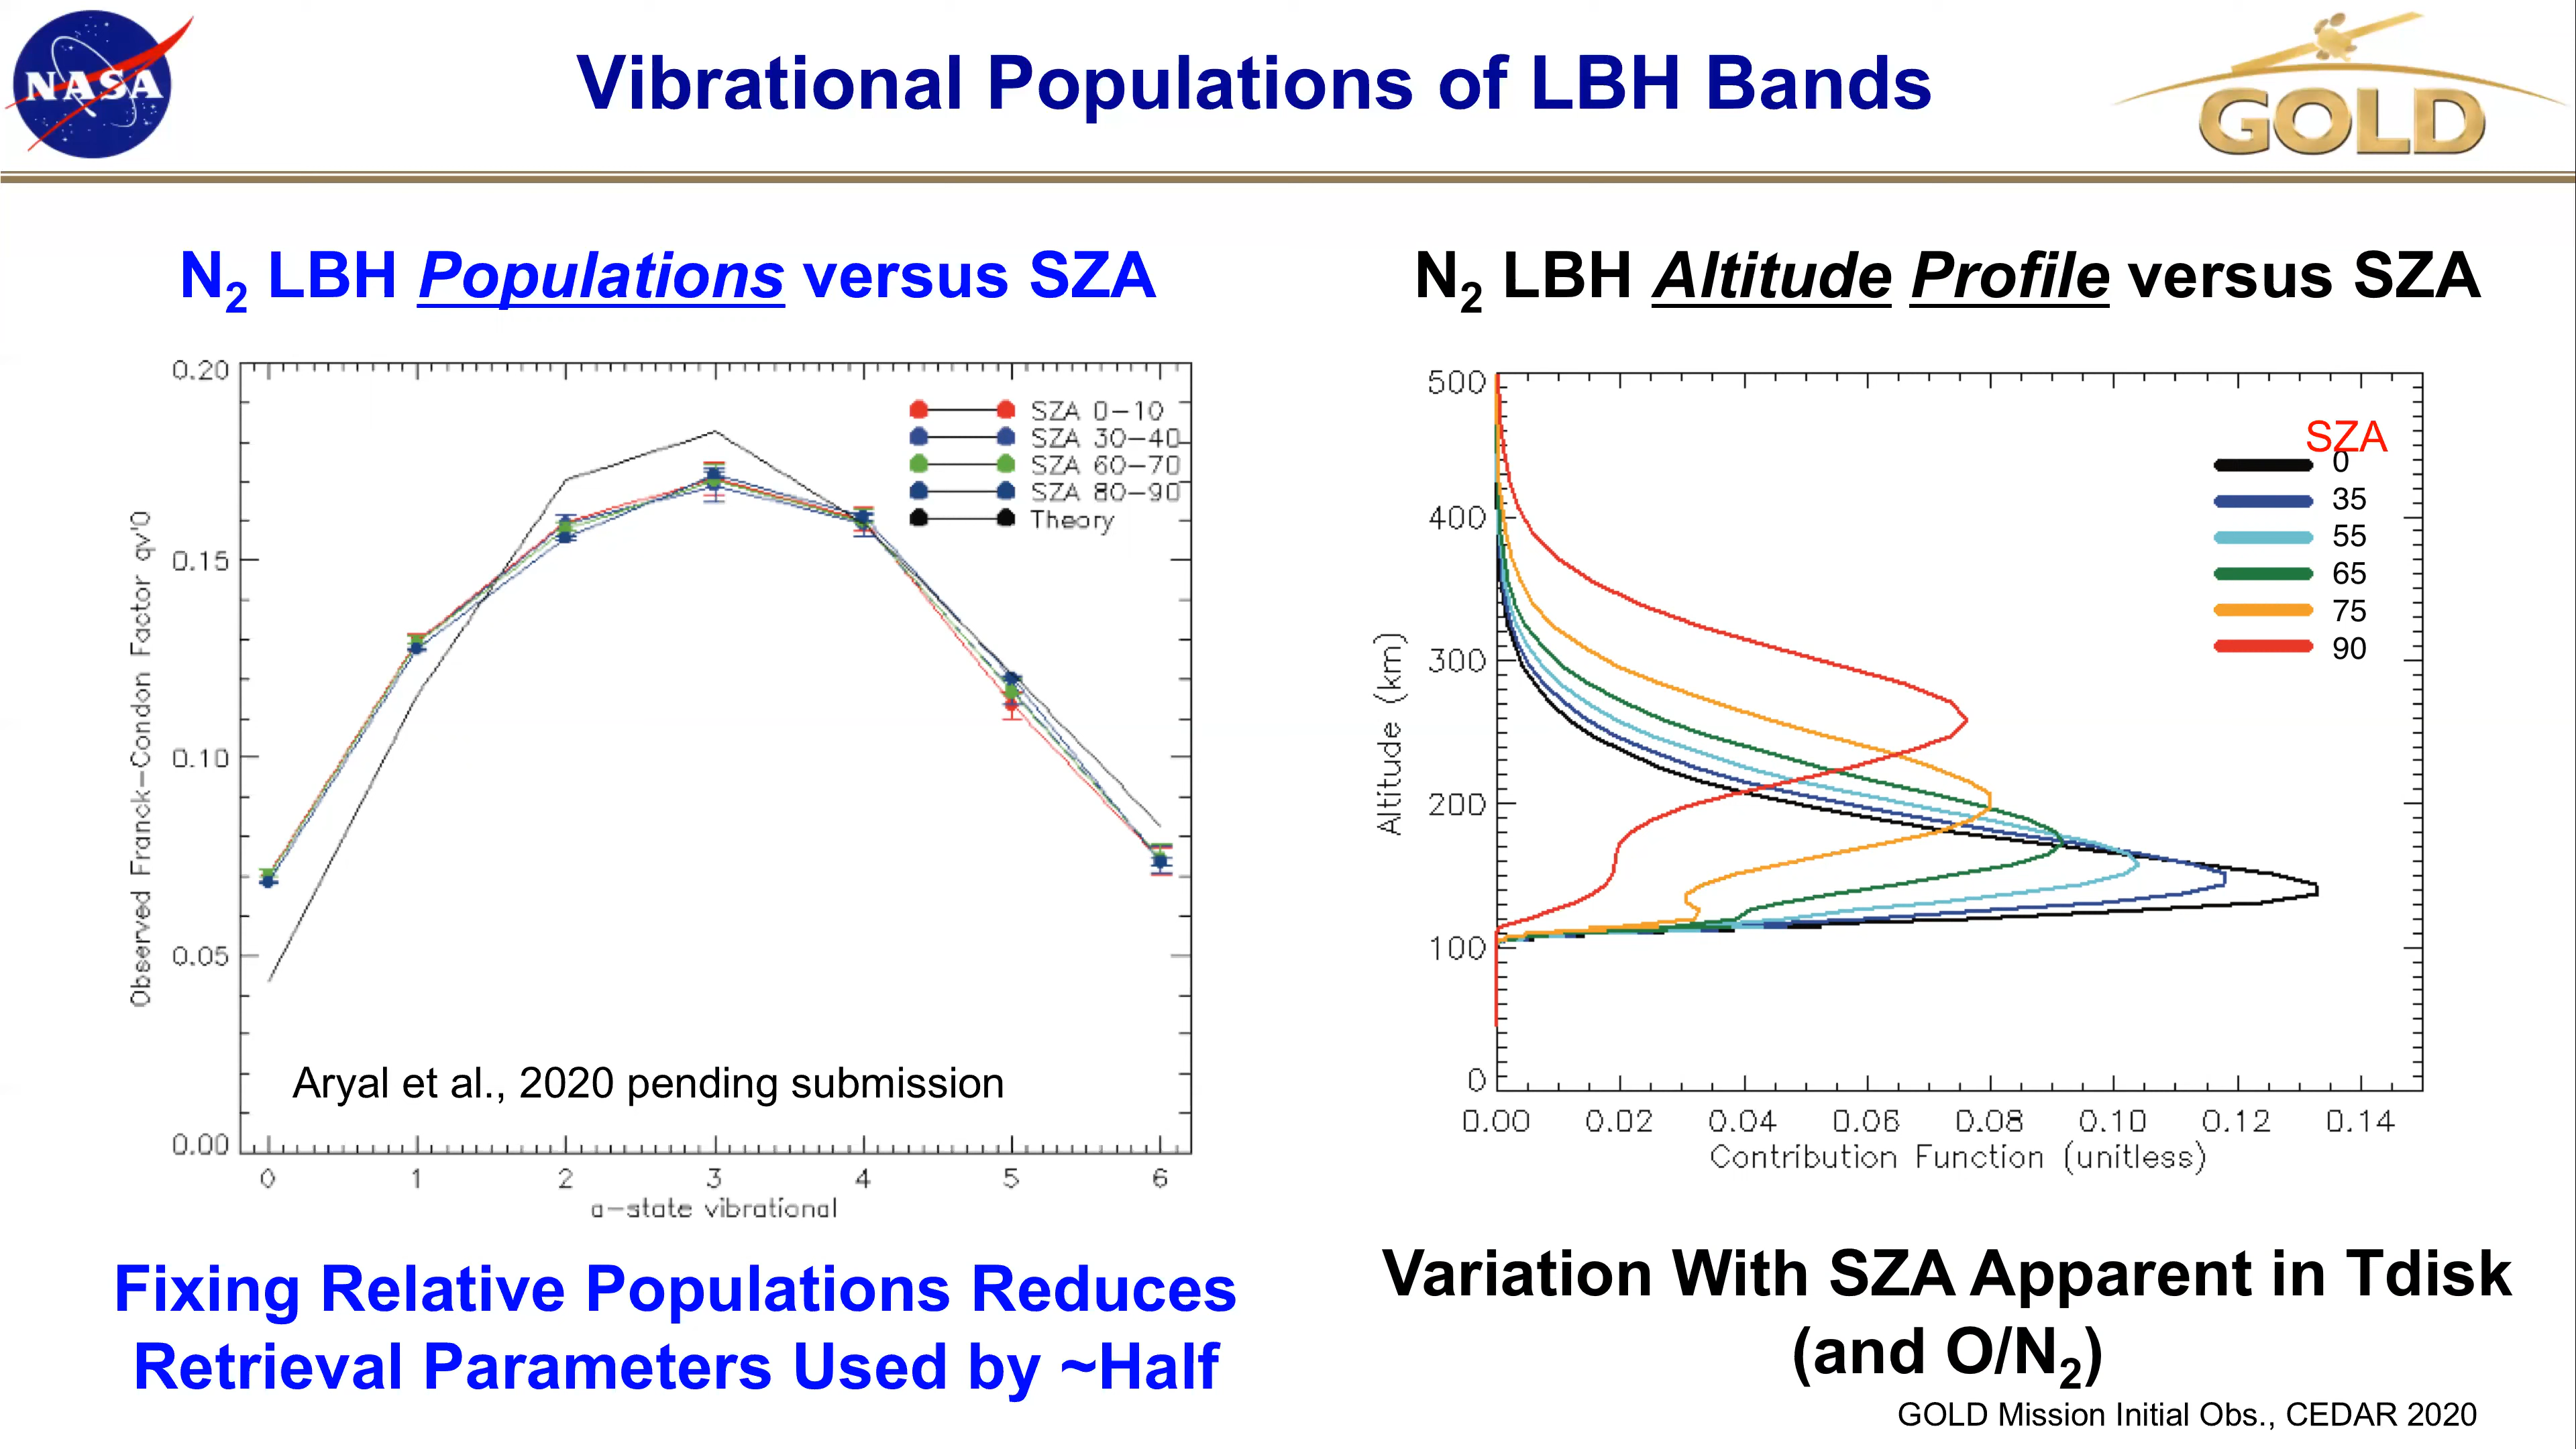 NASA
Vibrational Populations of LBH Bands
GOLD
N₂ LBH Populations versus SZA
0.20
0.15
0.10
0.05
0.00
Observed Franck-Condon Factor qv'0
SZA 0-10
SZA 30-40
SZA 60-70
SZA 80-90
Theory
Aryal et al., 2020 pending submission
0 1 2 3 4 5 6
a-state vibrational
Fixing Relative Populations Reduces
Retrieval Parameters Used by ~Half
N₂ LBH Altitude Profile versus SZA
500
400
300
200
100
0
Altitude (km)
SZA
0
35
55
65
75
90
0.00 0.02 0.04 0.06 0.08 0.10 0.12 0.14
Contribution Function (unitless)
Variation With SZA Apparent in Tdisk
(and O/N₂)
GOLD Mission Initial Obs., CEDAR 2020